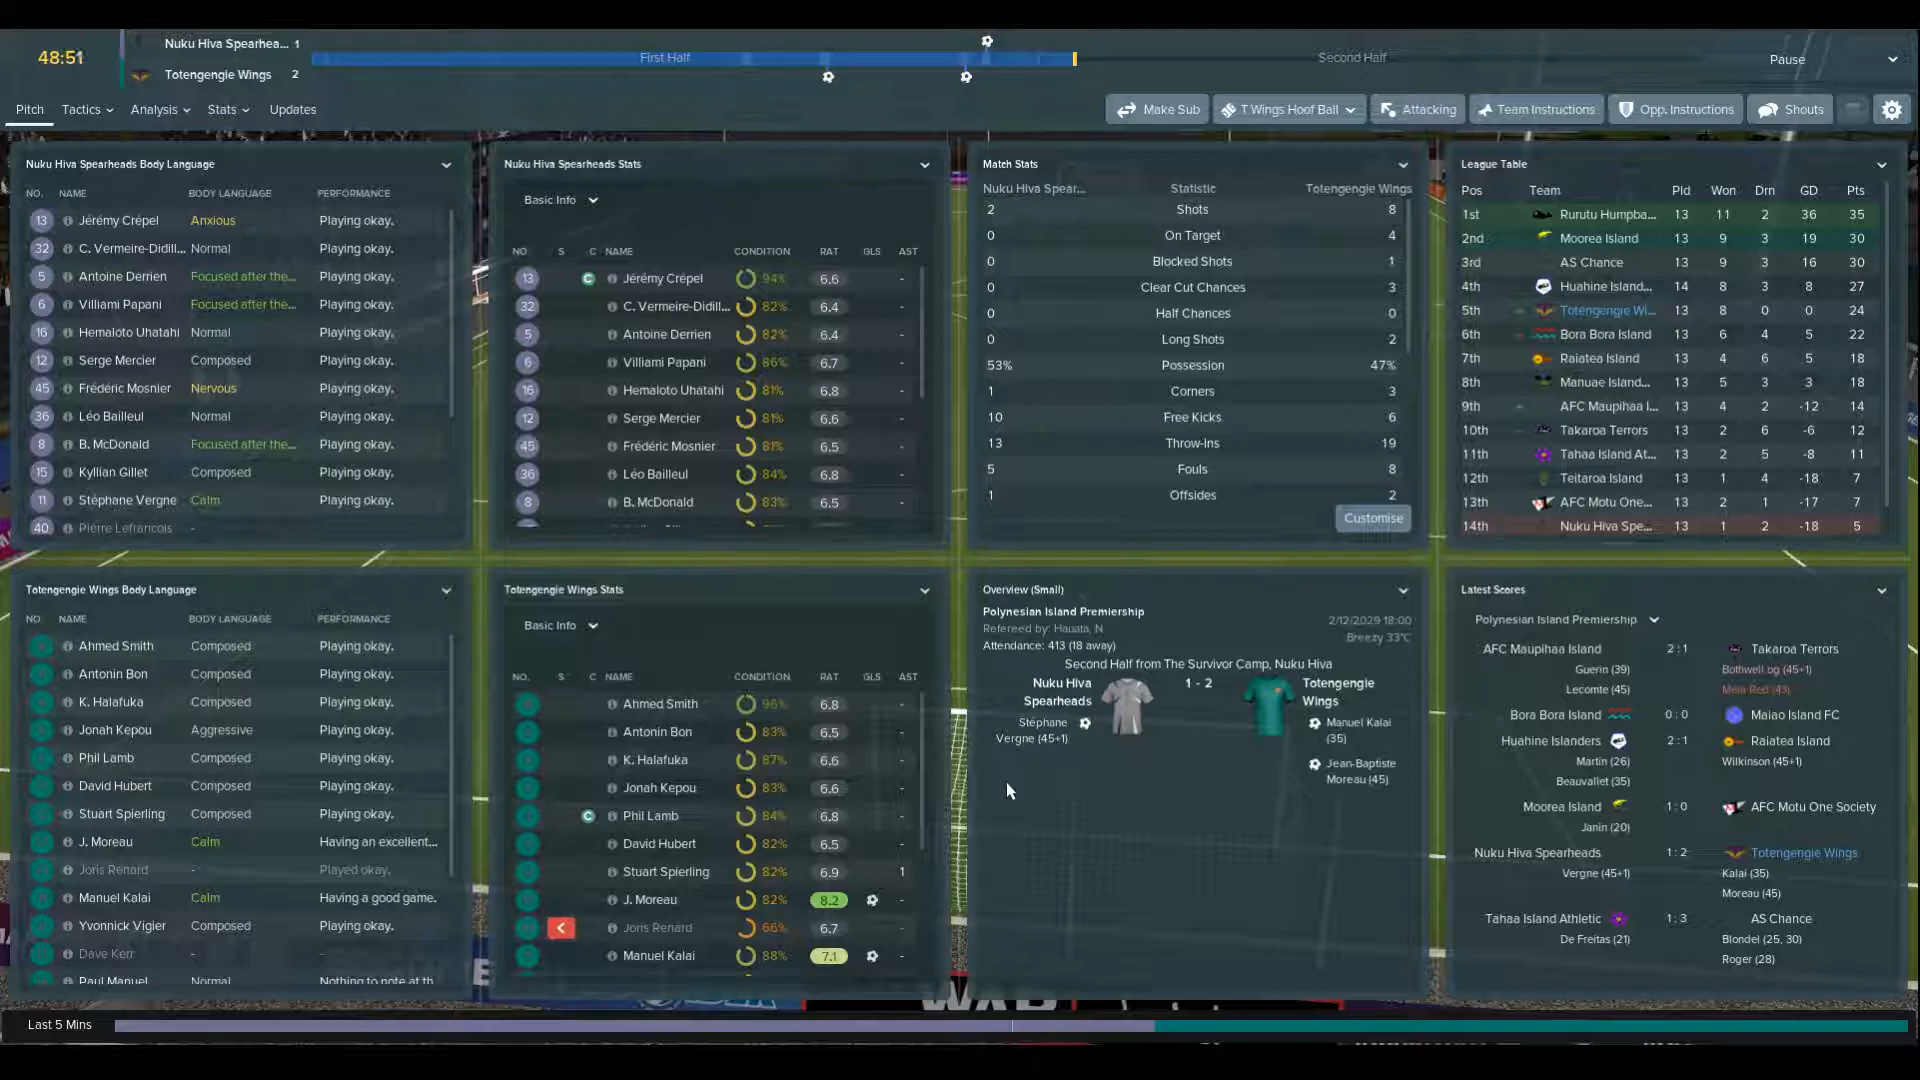 48:51
Nuku Hiva Spearhea... 1
Totengengie Wings 2
First Half
Second Half
Pause
Pitch Tactics Analysis Stats Updates
Make Sub T Wings Hoof Ball Attacking Team Instructions Opp. Instructions Shouts
Nuku Hiva Spearheads Body Language
NO. NAME BODY LANGUAGE PERFORMANCE
13 Jérémy Crépel Anxious Playing okay.
32 C. Vermeire-Didill... Normal Playing okay.
5 Antoine Derrien Focused after the... Playing okay.
6 Villiami Papani Focused after the... Playing okay.
16 Hemaloto Uhatahi Normal Playing okay.
12 Serge Mercier Composed Playing okay.
45 Frédéric Mosnier Nervous Playing okay.
36 Léo Bailleul Normal Playing okay.
8 B. McDonald Focused after the... Playing okay.
15 Kyllian Gillet Composed Playing okay.
11 Stéphane Vergne Calm Playing okay.
40 Pierre Lefrancois -
Nuku Hiva Spearheads Stats
Basic Info
NO. S C NAME CONDITION RAT GLS AST
13 C Jérémy Crépel 94% 6.6 -
32 C. Vermeire-Didill... 82% 6.4 -
5 Antoine Derrien 82% 6.4 -
6 Villiami Papani 86% 6.7 -
16 Hemaloto Uhatahi 81% 6.8 -
12 Serge Mercier 81% 6.6 -
45 Frédéric Mosnier 81% 6.5 -
36 Léo Bailleul 84% 6.8 -
8 B. McDonald 83% 6.5 -
Match Stats
Nuku Hiva Spear... Statistic Totengengie Wings
2 Shots 8
0 On Target 4
0 Blocked Shots 1
0 Clear Cut Chances 3
0 Half Chances 0
0 Long Shots 2
53% Possession 47%
1 Corners 3
10 Free Kicks 6
13 Throw-Ins 19
5 Fouls 8
1 Offsides 2
Customise
League Table
Pos Team Pld Won Drn GD Pts
1st Rurutu Humpba... 13 11 2 36 35
2nd Moorea Island 13 9 3 19 30
3rd AS Chance 13 9 3 16 30
4th Huahine Island... 14 8 3 8 27
5th Totengengie Wi... 13 8 0 0 24
6th Bora Bora Island 13 6 4 5 22
7th Raiatea Island 13 4 6 5 18
8th Manuae Island... 13 5 3 3 18
9th AFC Maupihaa I... 13 4 2 -12 14
10th Takaroa Terrors 13 2 6 -6 12
11th Tahaa Island At... 13 2 5 -8 11
12th Teitaroa Island 13 1 4 -18 7
13th AFC Motu One... 13 2 1 -17 7
14th Nuku Hiva Spe... 13 1 2 -18 5
Totengengie Wings Body Language
NO. NAME BODY LANGUAGE PERFORMANCE
Ahmed Smith Composed Playing okay.
Antonin Bon Composed Playing okay.
K. Halafuka Composed Playing okay.
Jonah Kepou Aggressive Playing okay.
Phil Lamb Composed Playing okay.
David Hubert Composed Playing okay.
Stuart Spierling Composed Playing okay.
J. Moreau Calm Having an excellent...
Joris Renard - Played okay.
Manuel Kalai Calm Having a good game.
Yvonnick Vigier Composed Playing okay.
Dave Kerr - -
Paul Manuel Normal Nothing to note at th
Totengengie Wings Stats
Basic Info
NO. S C NAME CONDITION RAT GLS AST
Ahmed Smith 96% 6.8 -
Antonin Bon 83% 6.5 -
K. Halafuka 87% 6.6 -
Jonah Kepou 83% 6.6 -
C Phil Lamb 84% 6.8 -
David Hubert 82% 6.5 -
Stuart Spierling 82% 6.9 1
J. Moreau 82% 8.2 -
Joris Renard 66% 6.7 -
Manuel Kalai 88% 7.1 -
Overview (Small)
Polynesian Island Premiership
Refereed by: Hauata, N
Attendance: 413 (18 away)
2/12/2029 18:00
Breezy 33°C
Second Half from The Survivor Camp, Nuku Hiva
Nuku Hiva Spearheads 1 - 2 Totengengie Wings
Stéphane Vergne (45+1)
Manuel Kalai (35)
Jean-Baptiste Moreau (45)
Latest Scores
Polynesian Island Premiership
AFC Maupihaa Island 2 : 1 Takaroa Terrors
Guerin (39) Bothwell og (45+1)
Lecomte (45)
Bora Bora Island 0 : 0 Maiao Island FC
Huahine Islanders 2 : 1 Raiatea Island
Martin (26) Wilkinson (45+1)
Beauvallet (35)
Moorea Island 1 : 0 AFC Motu One Society
Janin (20)
Nuku Hiva Spearheads 1 : 2 Totengengie Wings
Vergne (45+1) Kalai (35)
Moreau (45)
Tahaa Island Athletic 1 : 3 AS Chance
De Freitas (21) Blondel (25, 30)
Roger (28)
Last 5 Mins